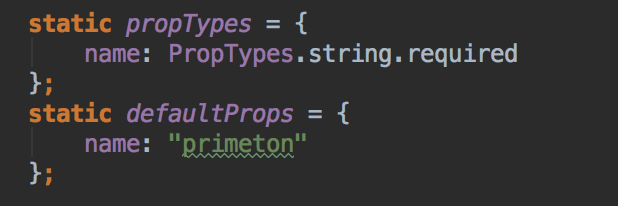 static propTypes = {
name: PropTypes.string.required
};
static defaultProps = {
name: "primeton"
};